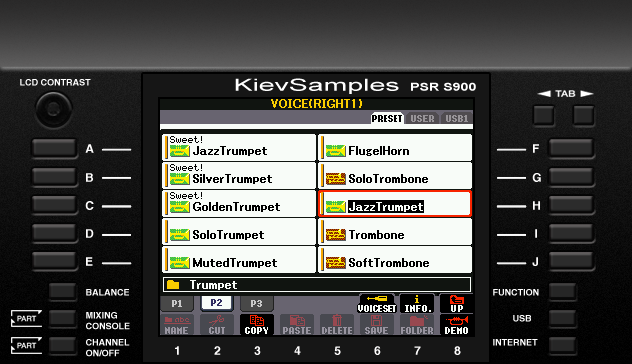 LCD CONTRAST
KievSamples PSR S900
TAB
VOICE(RIGHT1)
PRESET USER USB1
Sweet!
A JazzTrumpet FlugelHorn F
Sweet!
B SilverTrumpet SoloTrombone G
Sweet!
C GoldenTrumpet JazzTrumpet H
D SoloTrumpet Trombone I
E MutedTrumpet SoftTrombone J
Trumpet
BALANCE P1 P2 P3 VOICESET INFO. UP FUNCTION
PART MIXING CONSOLE NAME CUT COPY PASTE DELETE SAVE FOLDER DEMO USB
PART CHANNEL ON/OFF INTERNET
1 2 3 4 5 6 7 8